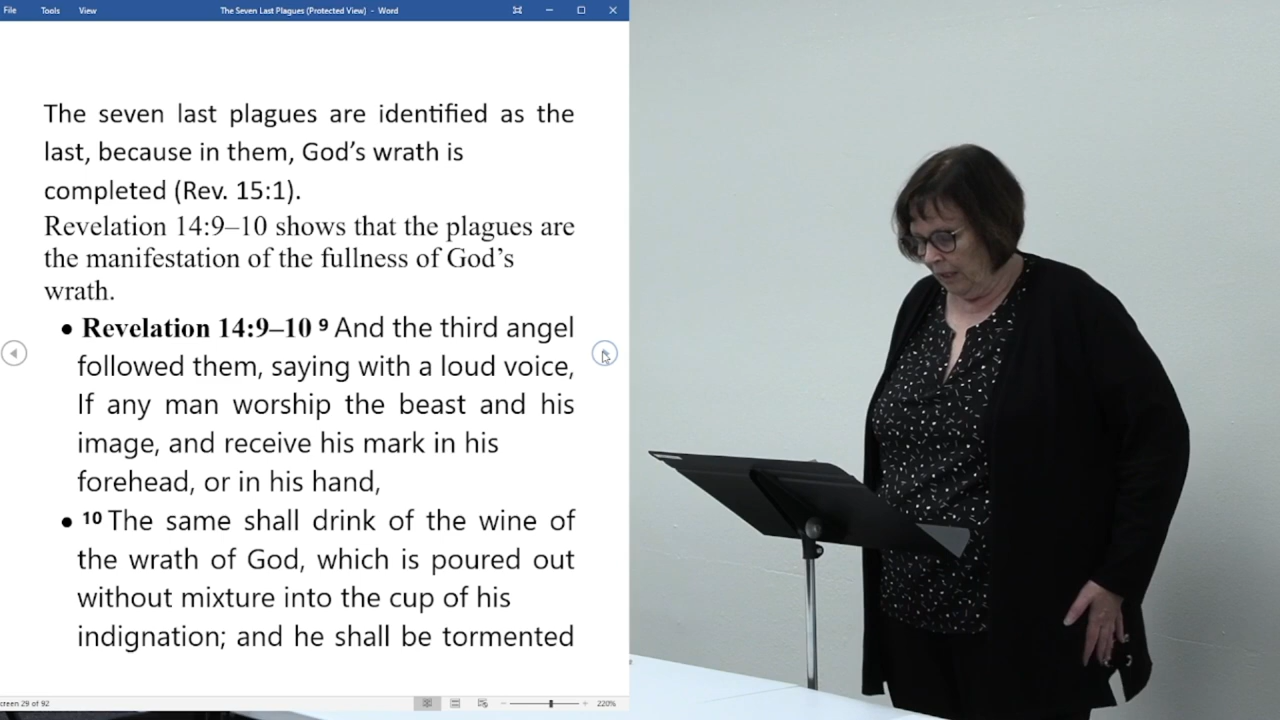 File Tools View The Seven Last Plagues (Protected View) - Word
The seven last plagues are identified as the
last, because in them, God’s wrath is
completed (Rev. 15:1).
Revelation 14:9–10 shows that the plagues are
the manifestation of the fullness of God’s
wrath.
• Revelation 14:9–10 9 And the third angel
followed them, saying with a loud voice,
If any man worship the beast and his
image, and receive his mark in his
forehead, or in his hand,
• 10 The same shall drink of the wine of
the wrath of God, which is poured out
without mixture into the cup of his
indignation; and he shall be tormented
creen 29 of 92 220%